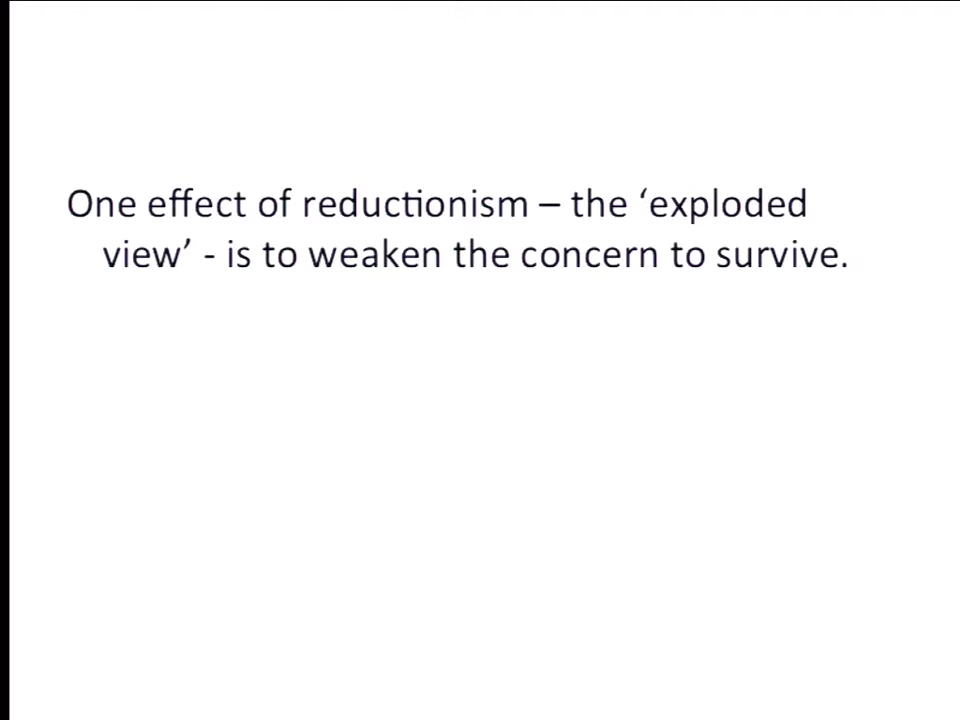 One effect of reductionism – the ‘exploded
view’ - is to weaken the concern to survive.